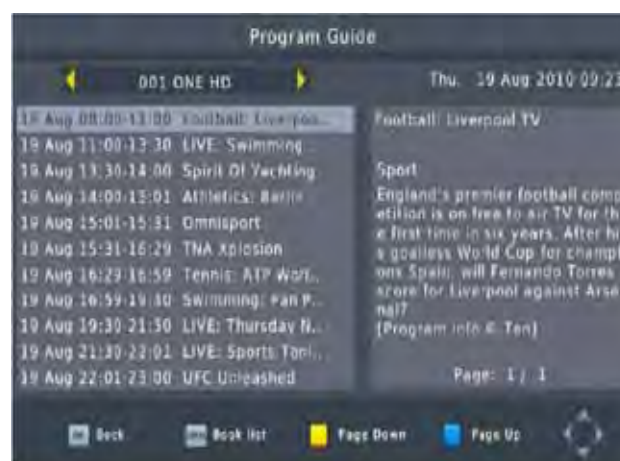 Program Guide
001 ONE HD
Thu. 19 Aug 2010 09:23
19 Aug 08:00-11:00 Football: Liverpoo...
19 Aug 11:00-13:30 LIVE: Swimming
19 Aug 13:30-14:00 Spirit Of Yachting
19 Aug 14:00-15:01 Athletics: Berlin
19 Aug 15:01-15:31 Omnisport
19 Aug 15:31-16:29 TNA Xplosion
19 Aug 16:29-16:59 Tennis: ATP Worl...
19 Aug 16:59-19:30 Swimming: Pan P...
19 Aug 19:30-21:30 LIVE: Thursday N...
19 Aug 21:30-22:01 LIVE: Sports Toni...
19 Aug 22:01-23:00 UFC Unleashed
Football: Liverpool TV
Sport
England's premier football comp
etition is on free to air TV for th
e first time in six years. After hi
s goalless World Cup for champi
ons Spain, will Fernando Torres
score for Liverpool against Arse
nal?
[Program info © Ten]
Page: 1/ 1
Back
Book list
Page Down
Page Up